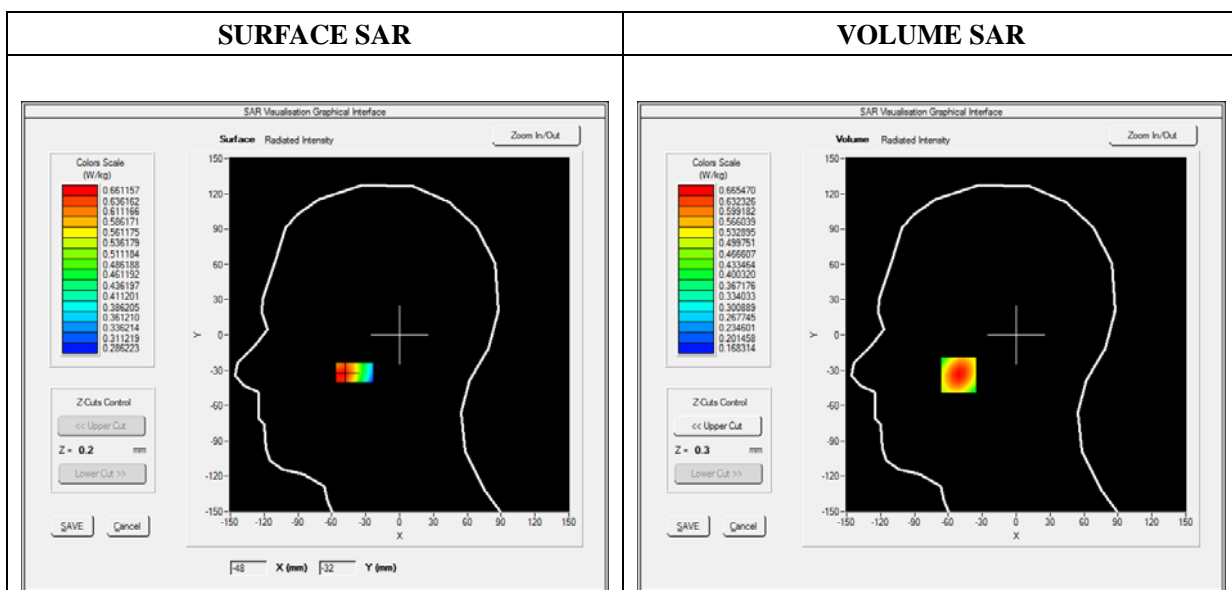 SURFACE SAR
VOLUME SAR
SAR Visualisation Graphical Interface
Surface Radiated Intensity
Zoom In/Out
Colors Scale
(W/kg)
0.661157
0.636162
0.611166
0.586171
0.561175
0.536179
0.511184
0.486188
0.461192
0.436197
0.411201
0.386205
0.361210
0.336214
0.311219
0.286223
150
120
90
60
30
0
-30
-60
-90
-120
-150
Y
-150 -120 -90 -60 -30 0 30 60 90 120 150
X
Z-Cuts Control
<< Upper Cut
Z = 0.2 mm
Lower Cut >>
SAVE Cancel
-48 X (mm) -32 Y (mm)
SAR Visualisation Graphical Interface
Volume Radiated Intensity
Zoom In/Out
Colors Scale
(W/kg)
0.665470
0.632326
0.599182
0.566039
0.532895
0.499751
0.466607
0.433464
0.400320
0.367176
0.334033
0.300889
0.267745
0.234601
0.201458
0.168314
150
120
90
60
30
0
-30
-60
-90
-120
-150
Y
-150 -120 -90 -60 -30 0 30 60 90 120 150
X
Z-Cuts Control
<< Upper Cut
Z = 0.3 mm
Lower Cut >>
SAVE Cancel